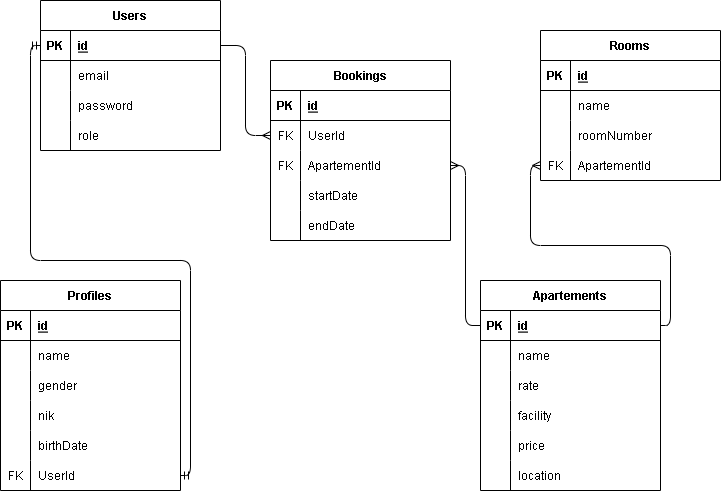 Users
PK id
email
password
role
Bookings
PK id
FK UserId
FK ApartementId
startDate
endDate
Rooms
PK id
name
roomNumber
FK ApartementId
Profiles
PK id
name
gender
nik
birthDate
FK UserId
Apartements
PK id
name
rate
facility
price
location